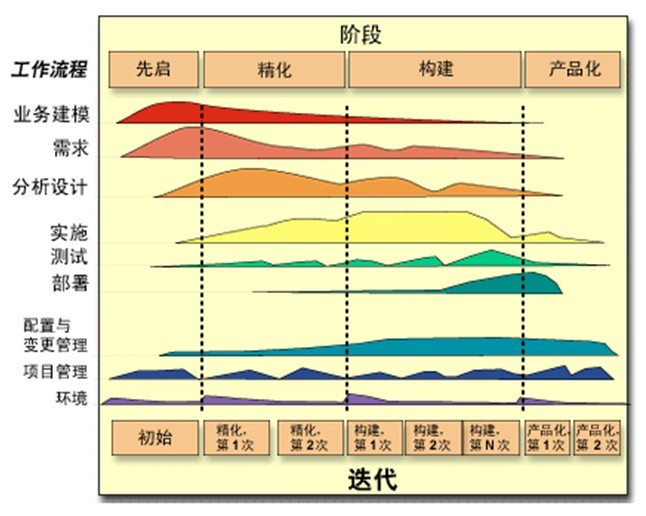 阶段
工作流程
先启
精化
构建
产品化
业务建模
需求
分析设计
实施
测试
部署
配置与
变更管理
项目管理
环境
初始
精化,
第1次
精化,
第2次
构建,
第1次
构建,
第2次
构建,
第N次
产品化,
第1次
产品化,
第2次
迭代